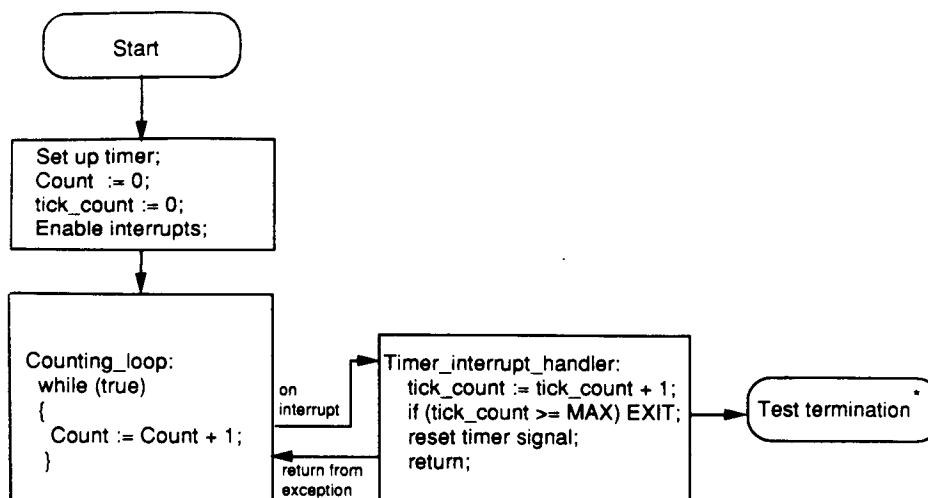 Start
Set up timer;
Count := 0;
tick_count := 0;
Enable interrupts;
Counting_loop:
while (true)
{
Count := Count + 1;
}
on
interrupt
return from
exception
Timer_interrupt_handler:
tick_count := tick_count + 1;
if (tick_count >= MAX) EXIT;
reset timer signal;
return;
Test termination *